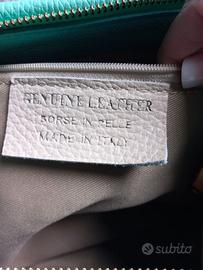 GENUINE LEATHER
BORSE IN PELLE
MADE IN ITALY
subito